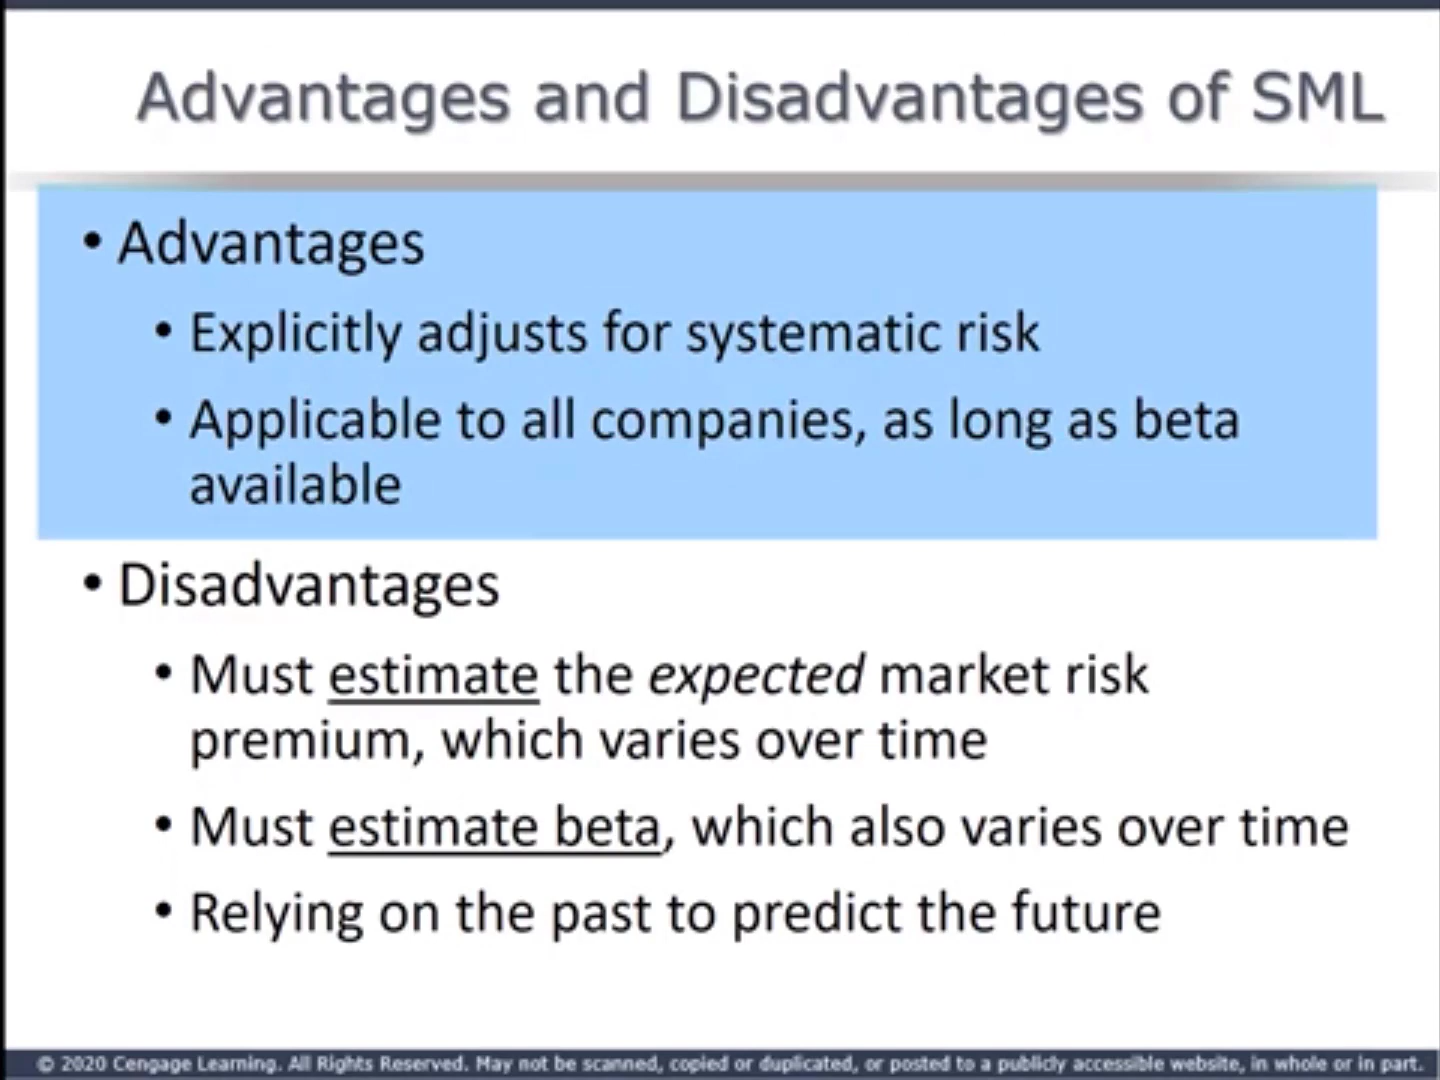 Advantages and Disadvantages of SML
• Advantages
• Explicitly adjusts for systematic risk
• Applicable to all companies, as long as beta
available
• Disadvantages
• Must estimate the expected market risk
premium, which varies over time
• Must estimate beta, which also varies over time
• Relying on the past to predict the future
© 2020 Cengage Learning. All Rights Reserved. May not be scanned, copied or duplicated, or posted to a publicly accessible website, in whole or in part.